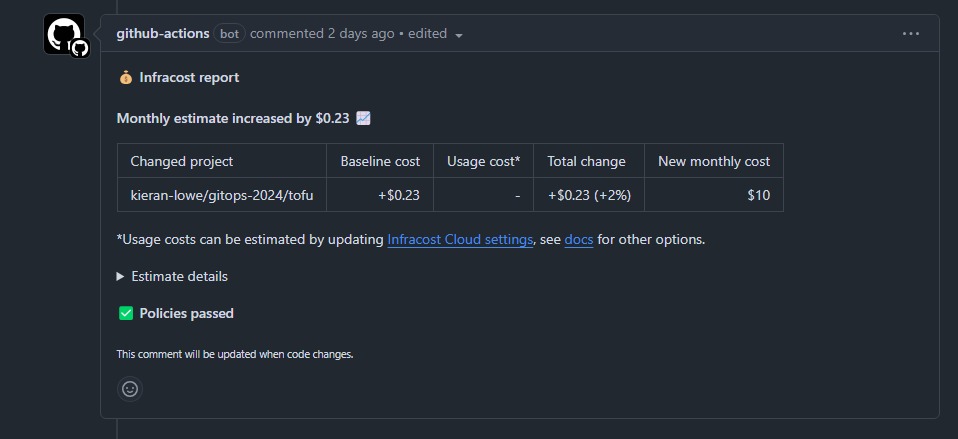 github-actions bot commented 2 days ago • edited
Infracost report
Monthly estimate increased by $0.23
Changed project Baseline cost Usage cost* Total change New monthly cost
kieran-lowe/gitops-2024/tofu +$0.23 - +$0.23 (+2%) $10
*Usage costs can be estimated by updating Infracost Cloud settings, see docs for other options.
Estimate details
Policies passed
This comment will be updated when code changes.